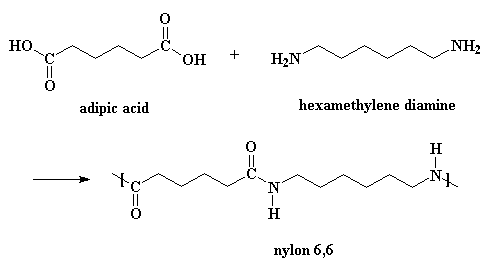 O
HO
OH
O
adipic acid
+
NH2
H2N
hexamethylene diamine
H
O
N
N
O
H
nylon 6,6